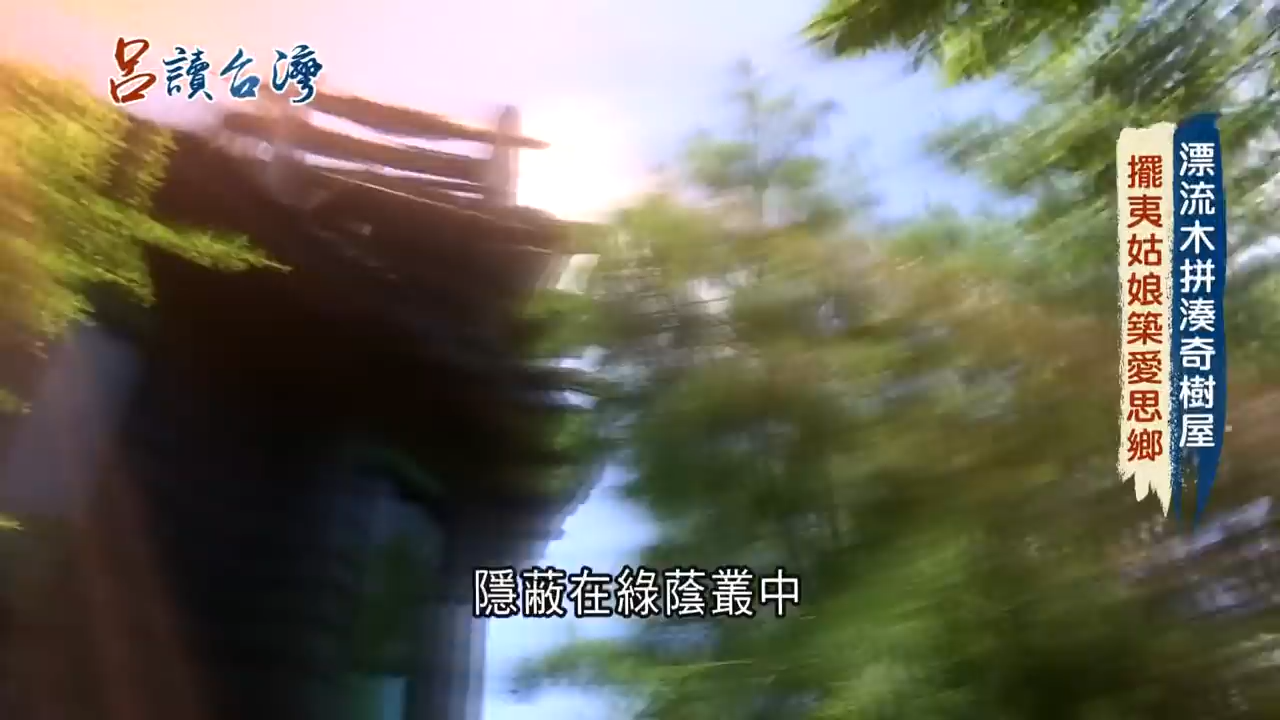 呂讀台灣
漂流木拼湊奇樹屋
擺夷姑娘築愛思鄉
隱蔽在綠蔭叢中